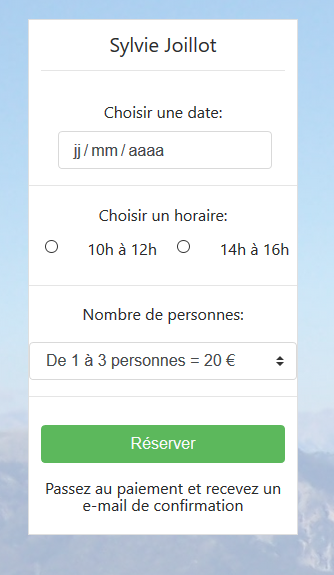 Sylvie Joillot
Choisir une date:
jj / mm / aaaa
Choisir un horaire:
10h à 12h 14h à 16h
Nombre de personnes:
De 1 à 3 personnes = 20 €
Réserver
Passez au paiement et recevez un
e-mail de confirmation